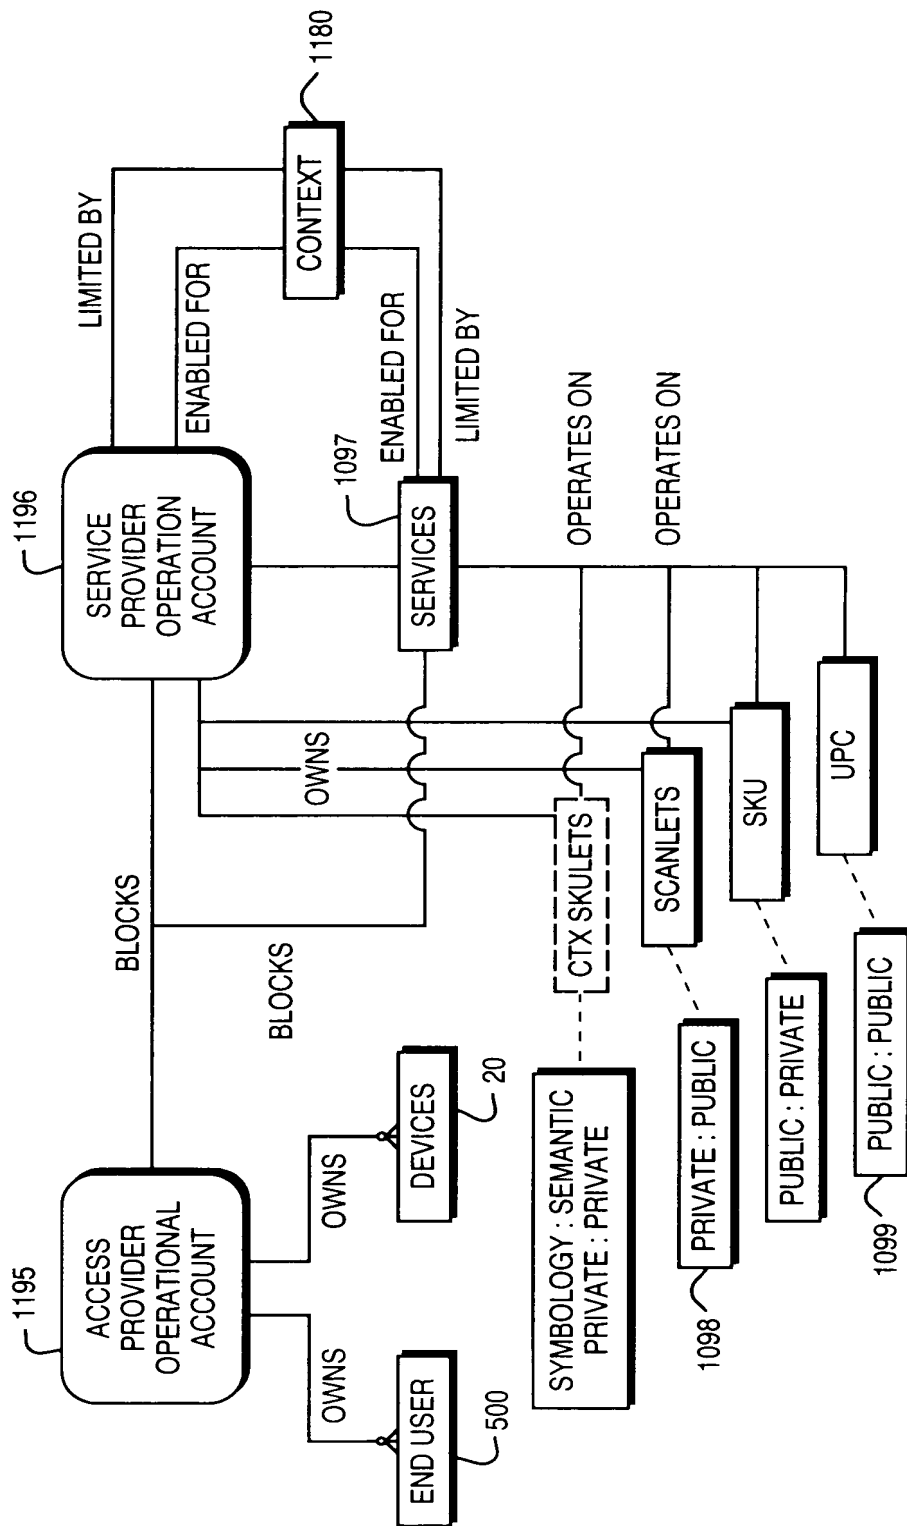 1195
ACCESS
PROVIDER
OPERATIONAL
ACCOUNT
BLOCKS
1196
SERVICE
PROVIDER
OPERATION
ACCOUNT
LIMITED BY
ENABLED FOR
CONTEXT
1180
OWNS
OWNS
BLOCKS
OWNS
1097
SERVICES
ENABLED FOR
LIMITED BY
END USER
500
DEVICES
20
SYMBOLOGY : SEMANTIC
PRIVATE : PRIVATE
CTX SKULETS
OPERATES ON
1098
PRIVATE : PUBLIC
SCANLETS
OPERATES ON
PUBLIC : PRIVATE
SKU
1099
PUBLIC : PUBLIC
UPC